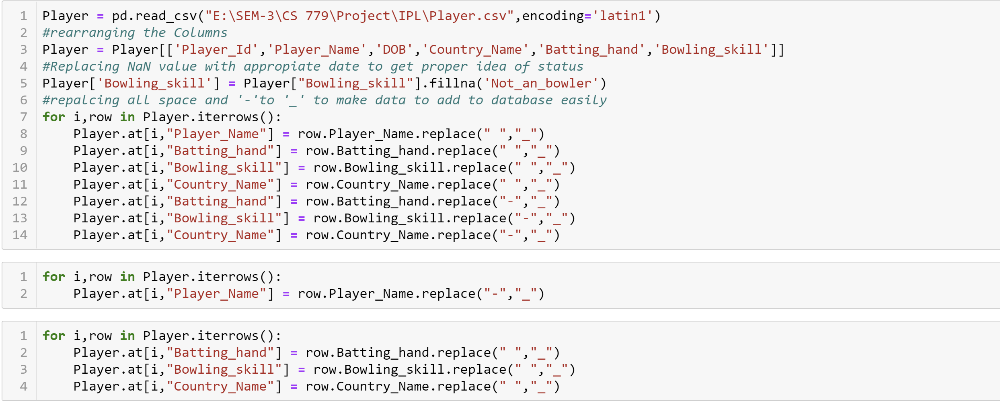 1 Player = pd.read_csv("E:\SEM-3\CS 779\Project\IPL\Player.csv",encoding='latin1')
2 #rearranging the Columns
3 Player = Player[['Player_Id','Player_Name','DOB','Country_Name','Batting_hand','Bowling_skill']]
4 #Replacing NaN value with appropiate date to get proper idea of status
5 Player['Bowling_skill'] = Player["Bowling_skill"].fillna('Not_an_bowler')
6 #repalcing all space and '-'to '_' to make data to add to database easily
7 for i,row in Player.iterrows():
8     Player.at[i,"Player_Name"] = row.Player_Name.replace(" ","_")
9     Player.at[i,"Batting_hand"] = row.Batting_hand.replace(" ","_")
10     Player.at[i,"Bowling_skill"] = row.Bowling_skill.replace(" ","_")
11     Player.at[i,"Country_Name"] = row.Country_Name.replace(" ","_")
12     Player.at[i,"Batting_hand"] = row.Batting_hand.replace("-","_")
13     Player.at[i,"Bowling_skill"] = row.Bowling_skill.replace("-","_")
14     Player.at[i,"Country_Name"] = row.Country_Name.replace("-","_")
1 for i,row in Player.iterrows():
2     Player.at[i,"Player_Name"] = row.Player_Name.replace("-","_")
1 for i,row in Player.iterrows():
2     Player.at[i,"Batting_hand"] = row.Batting_hand.replace(" ","_")
3     Player.at[i,"Bowling_skill"] = row.Bowling_skill.replace(" ","_")
4     Player.at[i,"Country_Name"] = row.Country_Name.replace(" ","_")